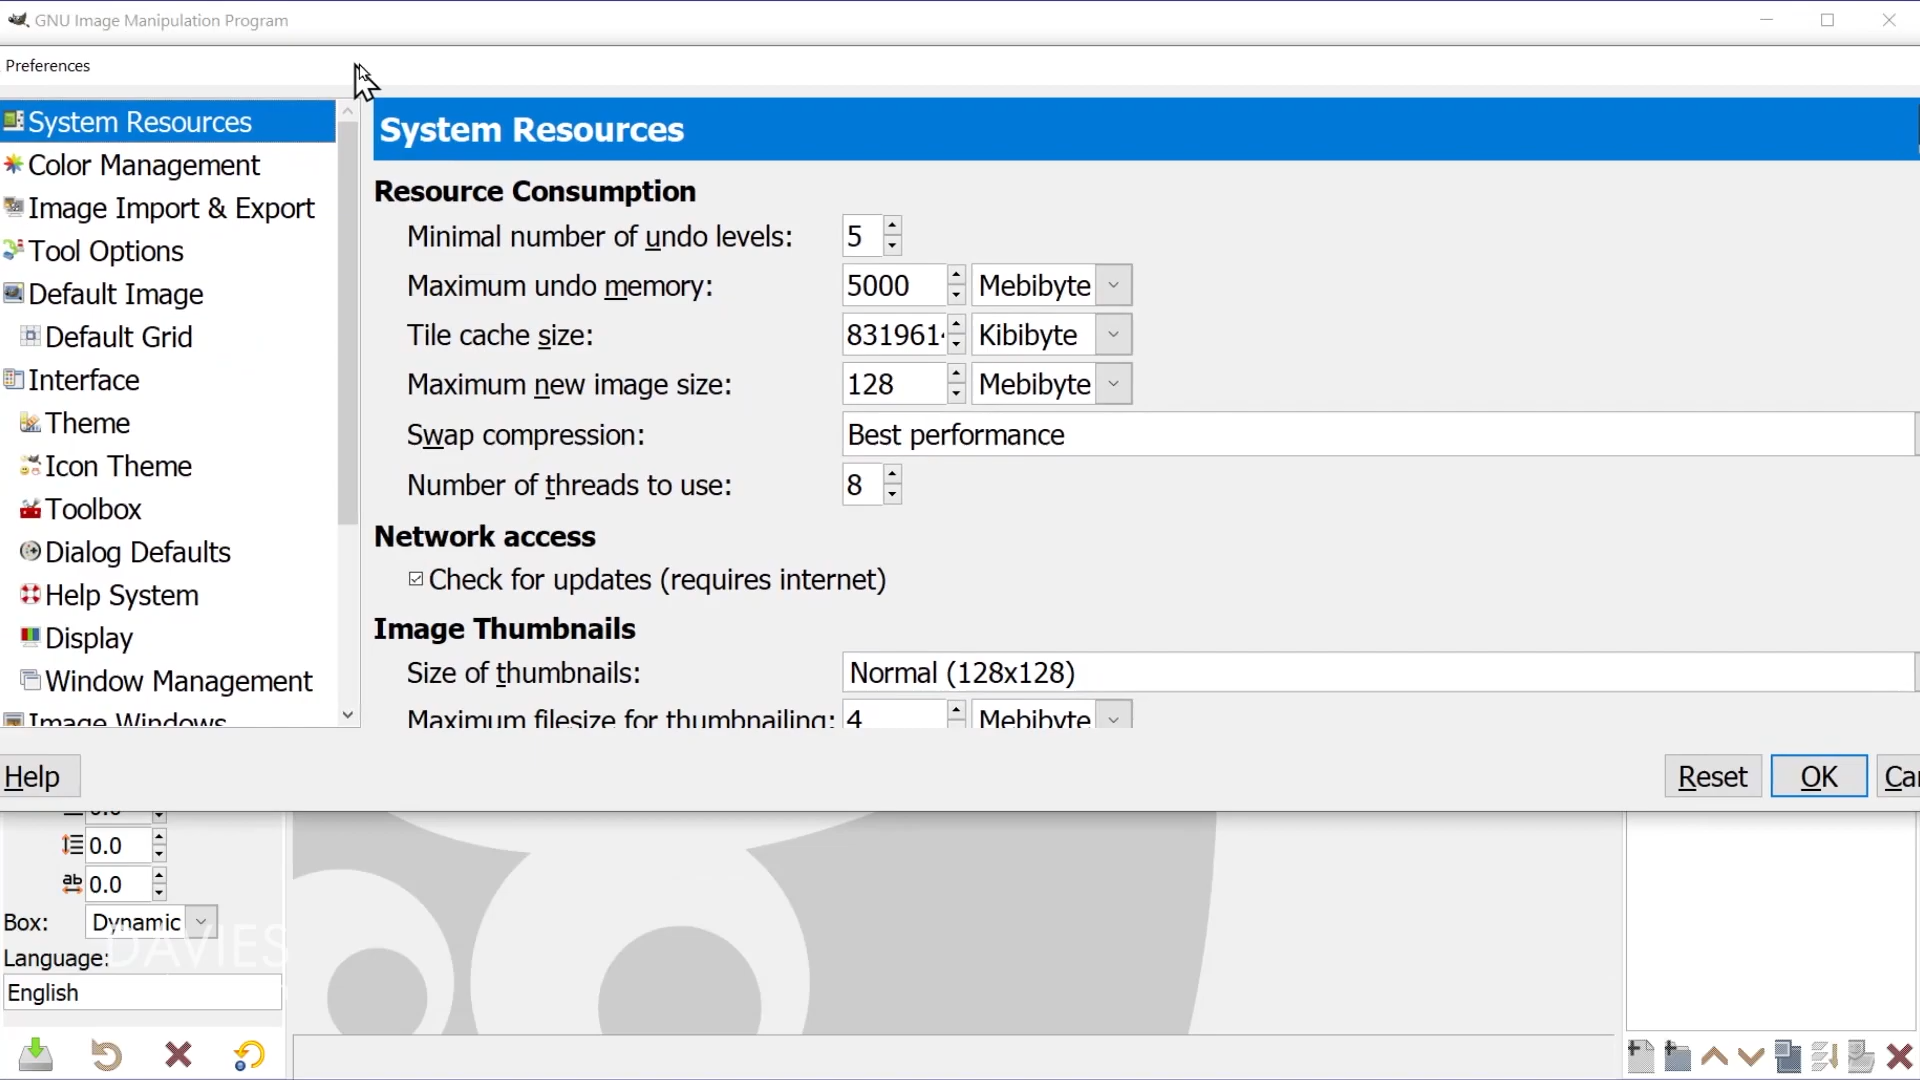 GNU Image Manipulation Program
Preferences
System Resources
Color Management
Image Import & Export
Tool Options
Default Image
Default Grid
Interface
Theme
Icon Theme
Toolbox
Dialog Defaults
Help System
Display
Window Management
Image Windows
System Resources
Resource Consumption
Minimal number of undo levels: 5
Maximum undo memory: 5000 Mebibyte
Tile cache size: 831961 Kibibyte
Maximum new image size: 128 Mebibyte
Swap compression: Best performance
Number of threads to use: 8
Network access
Check for updates (requires internet)
Image Thumbnails
Size of thumbnails: Normal (128x128)
Maximum filesize for thumbnailing: 4 Mebibyte
Help
Reset OK
0.0
0.0
ab 0.0
Box: Dynamic
DAVIES
Language:
English